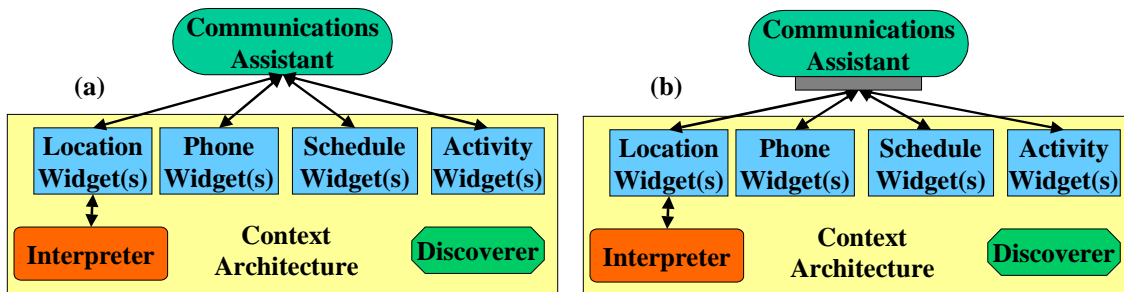 Communications
Assistant
(a)
Location
Widget(s)
Phone
Widget(s)
Schedule
Widget(s)
Activity
Widget(s)
Interpreter
Context
Architecture
Discoverer
Communications
Assistant
(b)
Location
Widget(s)
Phone
Widget(s)
Schedule
Widget(s)
Activity
Widget(s)
Interpreter
Context
Architecture
Discoverer